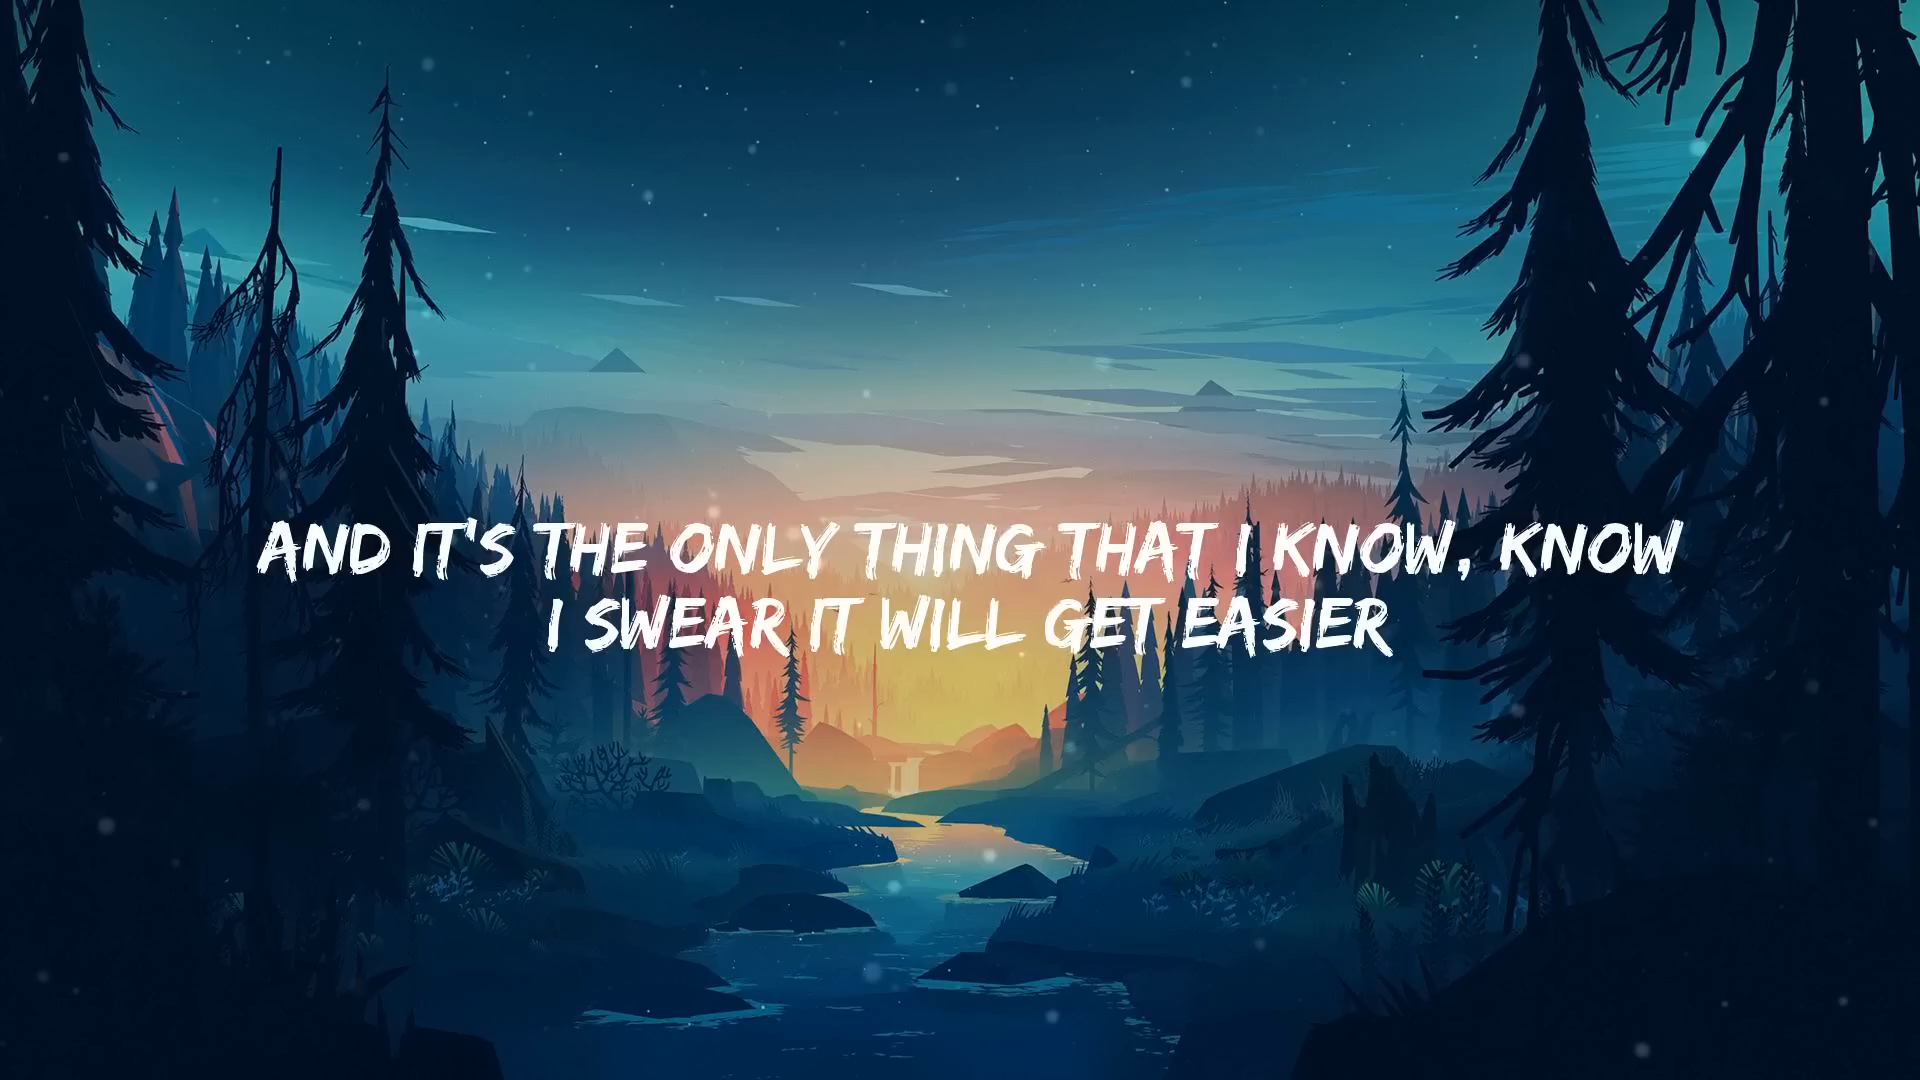 AND IT'S THE ONLY THING THAT I KNOW, KNOW
I SWEAR IT WILL GET EASIER